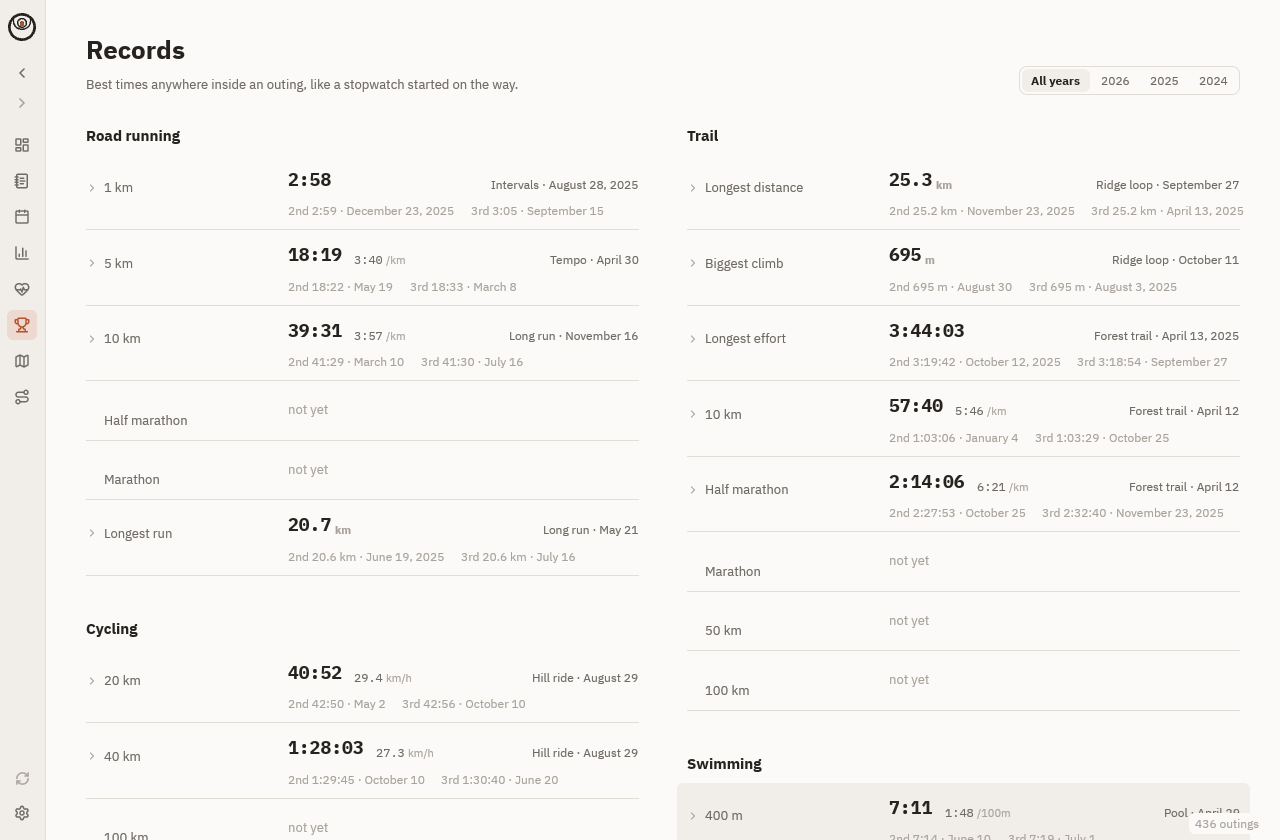 Records
Best times anywhere inside an outing, like a stopwatch started on the way.
All years 2026 2025 2024
Road running
1 km 2:58 Intervals · August 28, 2025
2nd 2:59 · December 23, 2025 3rd 3:05 · September 15
5 km 18:19 3:40 /km Tempo · April 30
2nd 18:22 · May 19 3rd 18:33 · March 8
10 km 39:31 3:57 /km Long run · November 16
2nd 41:29 · March 10 3rd 41:30 · July 16
Half marathon not yet
Marathon not yet
Longest run 20.7 km Long run · May 21
2nd 20.6 km · June 19, 2025 3rd 20.6 km · July 16
Cycling
20 km 40:52 29.4 km/h Hill ride · August 29
2nd 42:50 · May 2 3rd 42:56 · October 10
40 km 1:28:03 27.3 km/h Hill ride · August 29
2nd 1:29:45 · October 10 3rd 1:30:40 · June 20
100 km not yet
Trail
Longest distance 25.3 km Ridge loop · September 27
2nd 25.2 km · November 23, 2025 3rd 25.2 km · April 13, 2025
Biggest climb 695 m Ridge loop · October 11
2nd 695 m · August 30 3rd 695 m · August 3, 2025
Longest effort 3:44:03 Forest trail · April 13, 2025
2nd 3:19:42 · October 12, 2025 3rd 3:18:54 · September 27
10 km 57:40 5:46 /km Forest trail · April 12
2nd 1:03:06 · January 4 3rd 1:03:29 · October 25
Half marathon 2:14:06 6:21 /km Forest trail · April 12
2nd 2:27:53 · October 25 3rd 2:32:40 · November 23, 2025
Marathon not yet
50 km not yet
100 km not yet
Swimming
400 m 7:11 1:48 /100m Pool · April 29
2nd 7:14 · June 10 3rd 7:19 · July 1
436 outings